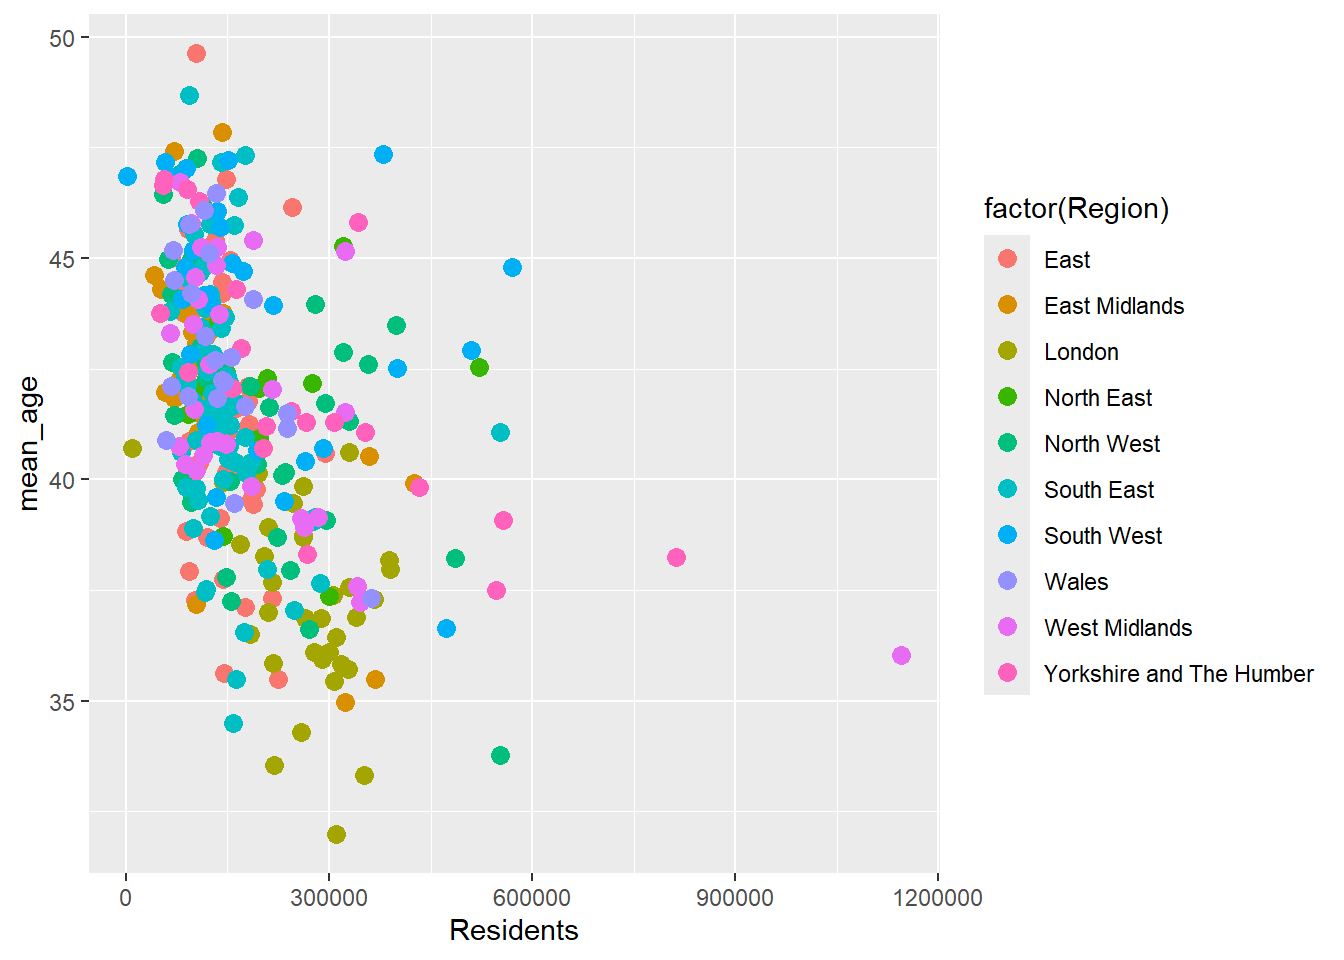 50
45
40
35
mean_age
0
300000
600000
900000
1200000
Residents
factor(Region)
East
East Midlands
London
North East
North West
South East
South West
Wales
West Midlands
Yorkshire and The Humber